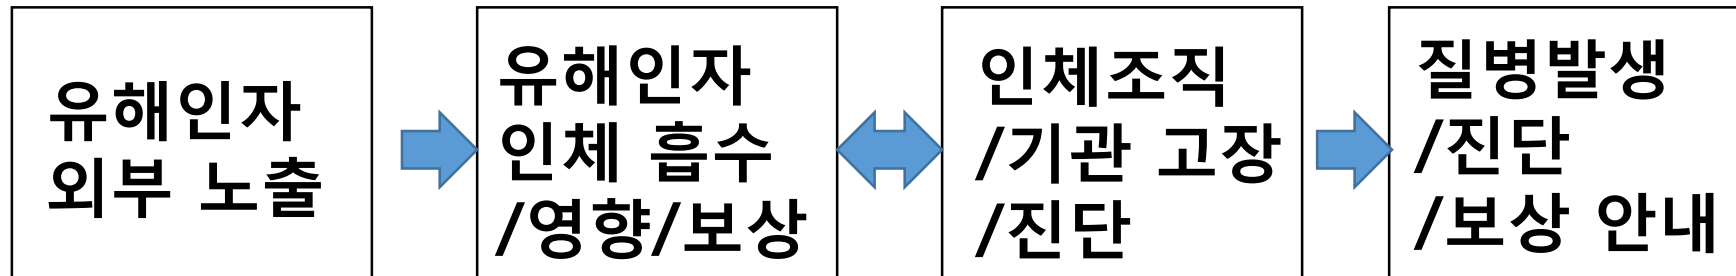 유해인자
외부 노출
유해인자
인체 흡수
/영향/보상
인체조직
/기관 고장
/진단
질병발생
/진단
/보상 안내